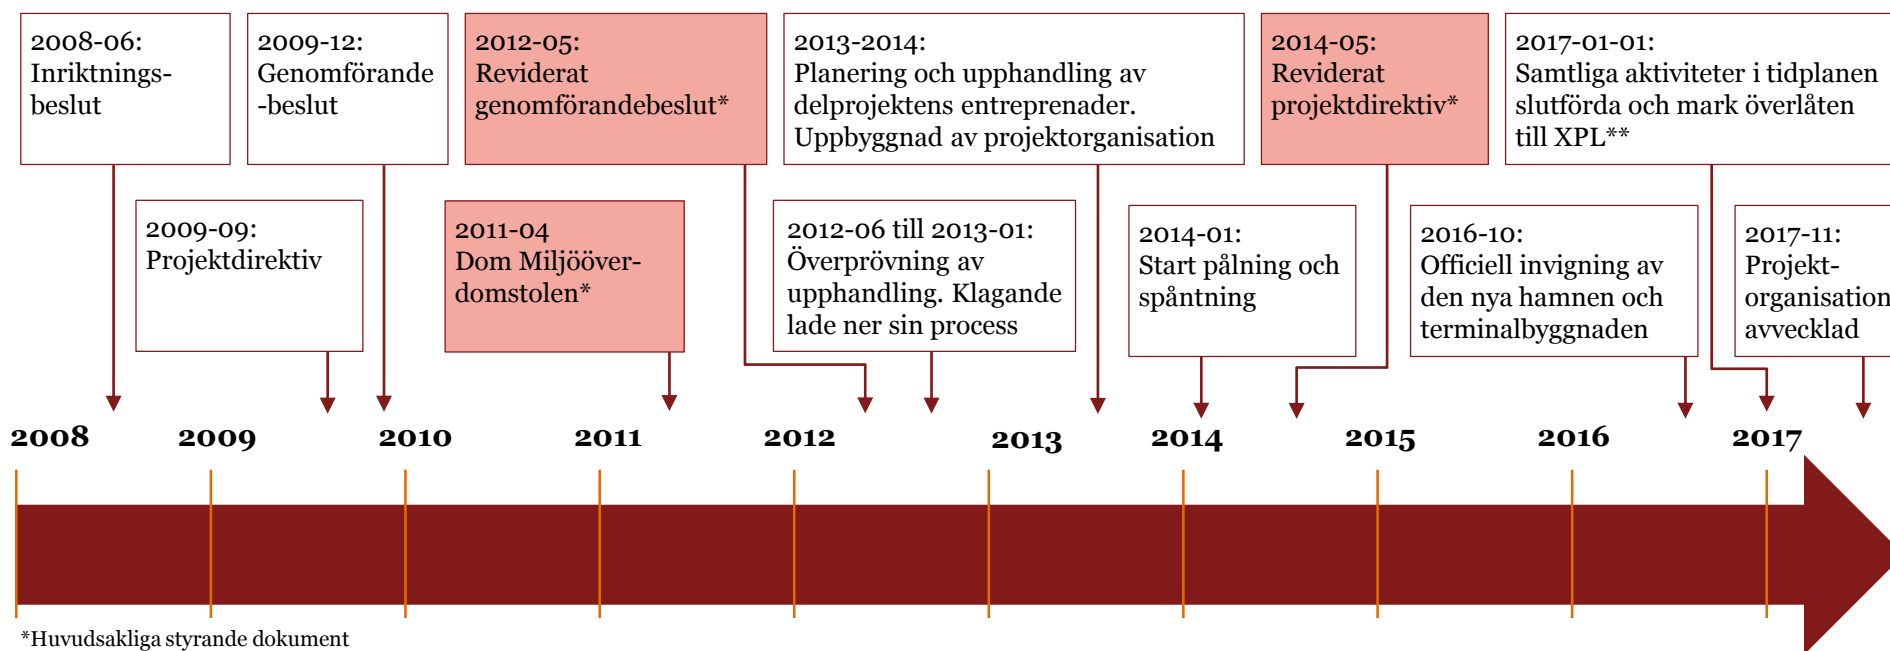 2008-06:
Inriktnings-
beslut
2009-12:
Genomförande
-beslut
2012-05:
Reviderat
genomförandebeslut*
2013-2014:
Planering och upphandling av
delprojektens entreprenader.
Uppbyggnad av projektorganisation
2014-05:
Reviderat
projektdirektiv*
2017-01-01:
Samtliga aktiviteter i tidplanen
slutförda och mark överlåten
till XPL**
2009-09:
Projektdirektiv
2011-04
Dom Miljööver-
domstolen*
2012-06 till 2013-01:
Överprövning av
upphandling. Klagande
lade ner sin process
2014-01:
Start pålning och
spåntning
2016-10:
Officiell invigning av
den nya hamnen och
terminalbyggnaden
2017-11:
Projekt-
organisation
avvecklad
2008 2009 2010 2011 2012 2013 2014 2015 2016 2017
*Huvudsakliga styrande dokument